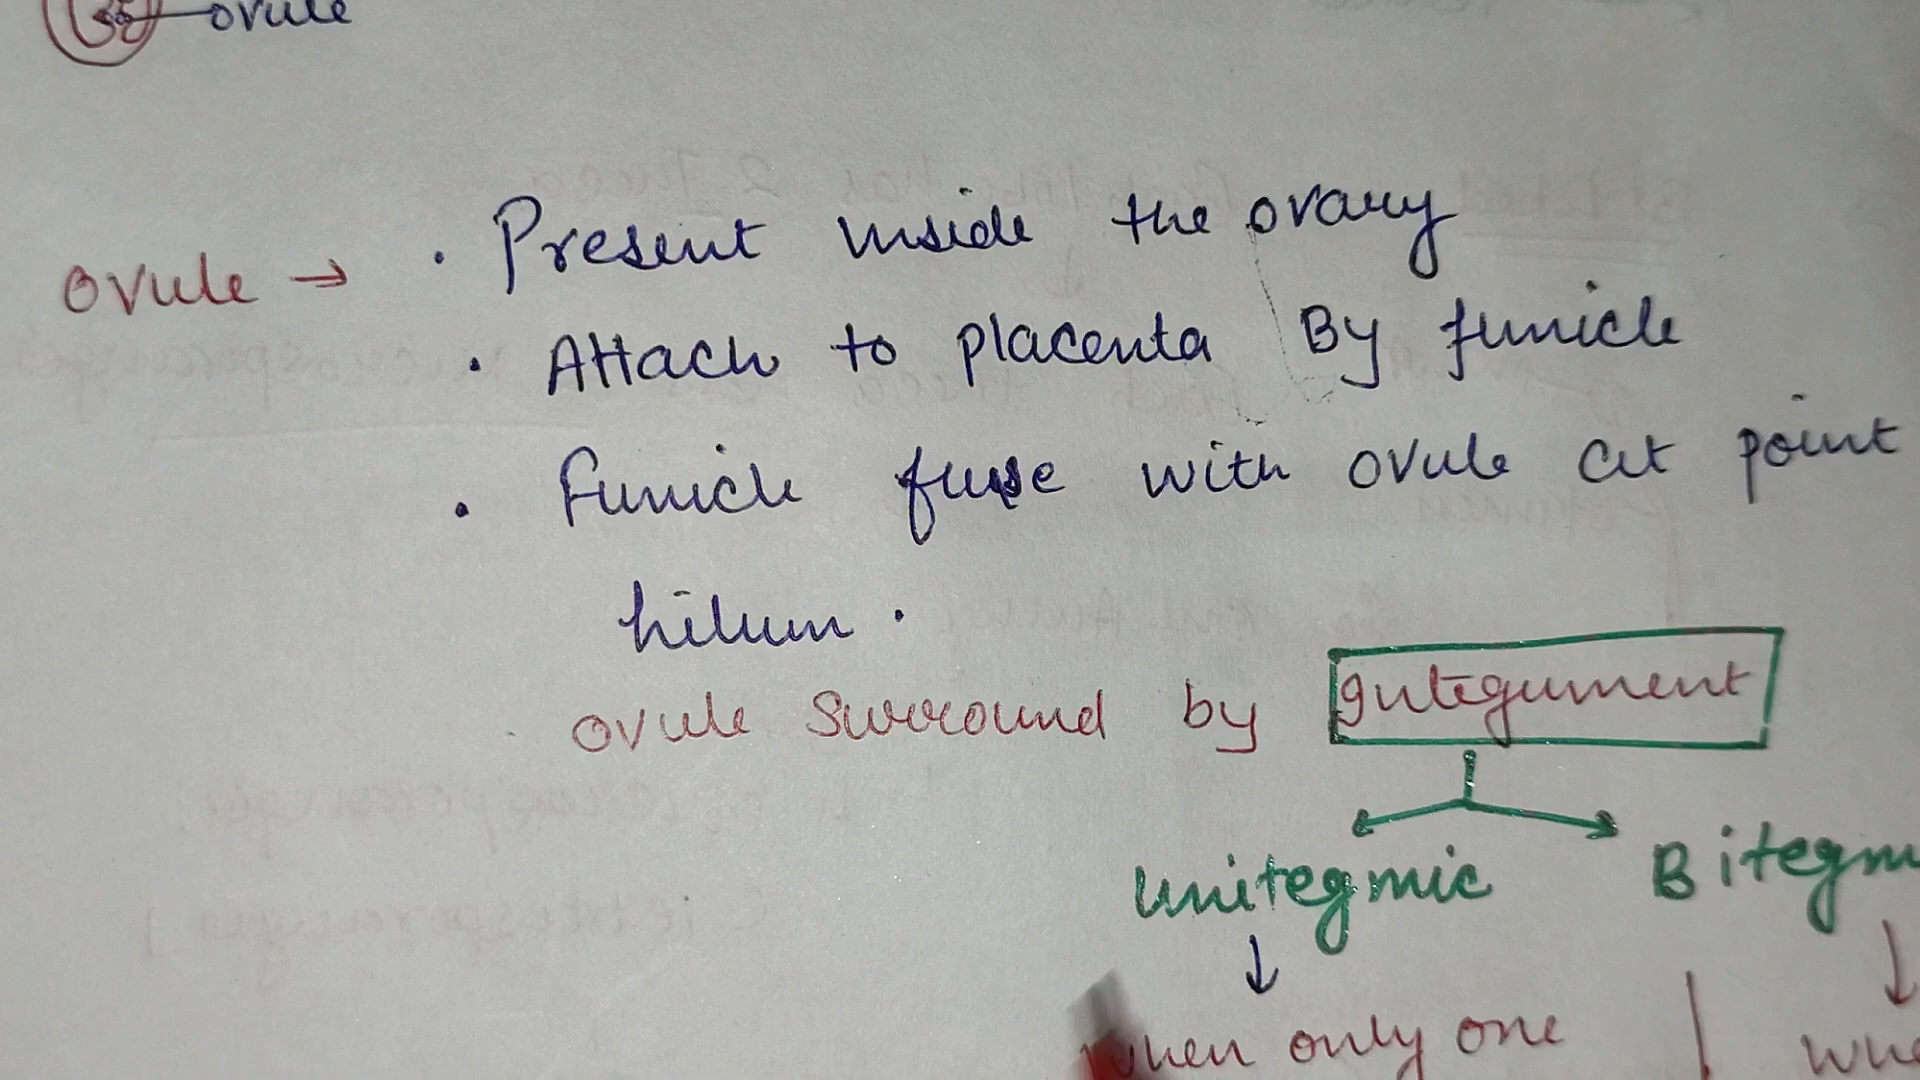 ovule
Ovule → • Present inside the ovary
• Attach to placenta By funicle
• Funicle fuse with ovule at point
hilum.
ovule surround by Integument
Unitegmic Bitegm
↓ ↓
when only one | whe